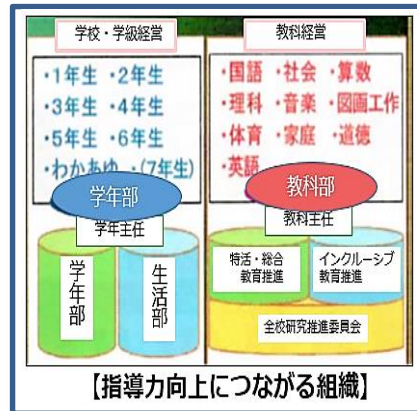 学校・学級経営
・1年生 ・2年生
・3年生 ・4年生
・5年生 ・6年生
・わかあゆ ・(7年生)
学年部
学年主任
学年部
生活部
教科経営
・国語 ・社会 ・算数
・理科 ・音楽 ・図画工作
・体育 ・家庭 ・道徳
・英語
教科部
教科主任
特活・総合
教育推進
インクルーシブ
教育推進
全校研究推進委員会
【指導力向上につながる組織】